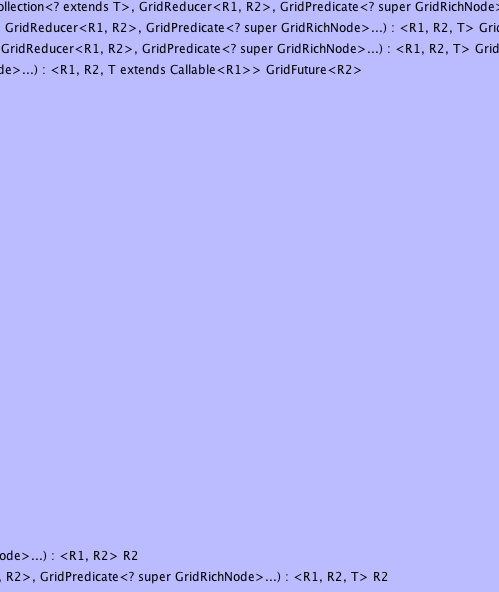 ollection<? extends T>, GridReducer<R1, R2>, GridPredicate<? super GridRichNode>
GridReducer<R1, R2>, GridPredicate<? super GridRichNode>...) : <R1, R2, T> Grid
GridReducer<R1, R2>, GridPredicate<? super GridRichNode>...) : <R1, R2, T> Grid
de>...) : <R1, R2, T extends Callable<R1>> GridFuture<R2>
ode>...) : <R1, R2> R2
, R2>, GridPredicate<? super GridRichNode>...) : <R1, R2, T> R2